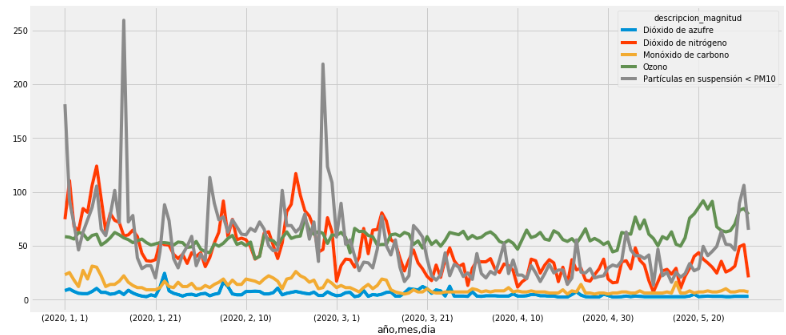 descripcion_magnitud
Dióxido de azufre
Dióxido de nitrógeno
Monóxido de carbono
Ozono
Partículas en suspensión < PM10
250
200
150
100
50
0
(2020, 1, 1) (2020, 1, 21) (2020, 2, 10) (2020, 3, 1) (2020, 3, 21) (2020, 4, 10) (2020, 4, 30) (2020, 5, 20)
año,mes,dia